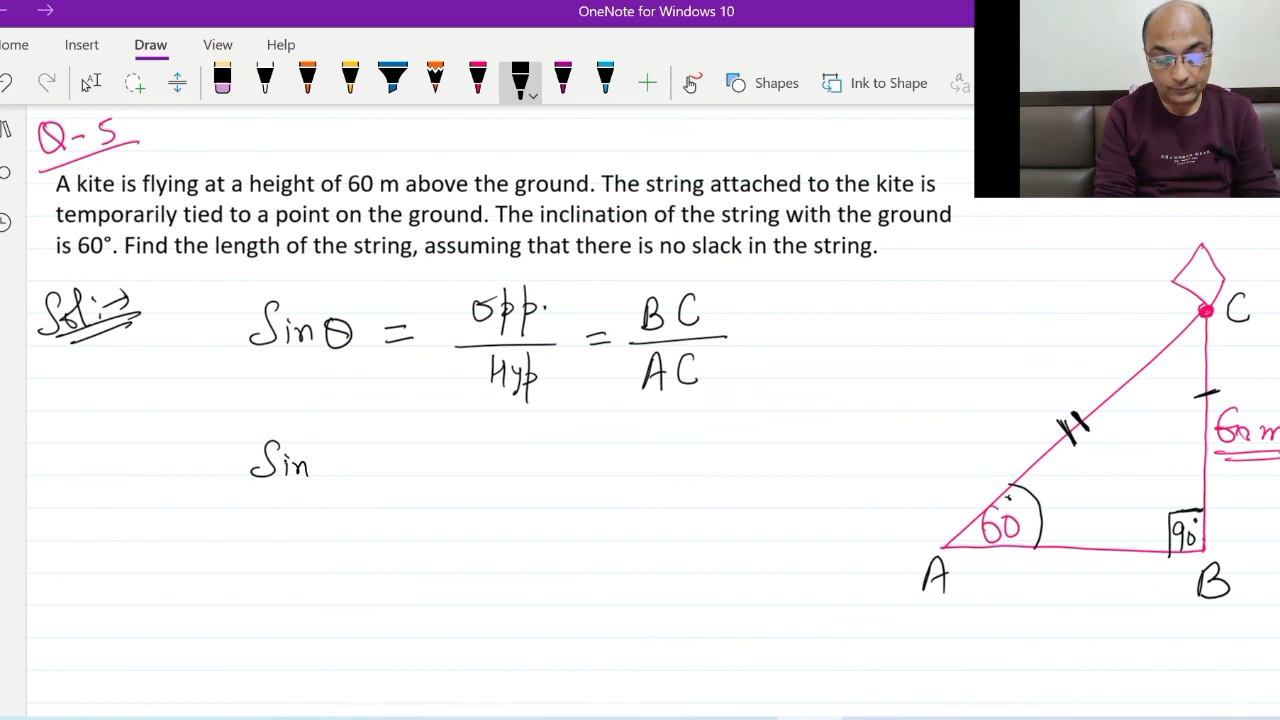 OneNote for Windows 10
ome Insert Draw View Help
Shapes Ink to Shape
Q-5
A kite is flying at a height of 60 m above the ground. The string attached to the kite is
temporarily tied to a point on the ground. The inclination of the string with the ground
is 60°. Find the length of the string, assuming that there is no slack in the string.
Sol:→
Sin θ = Opp. / Hyp = BC / AC
Sin
C
60 m
60°
90°
A
B